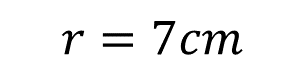 r = 7cm